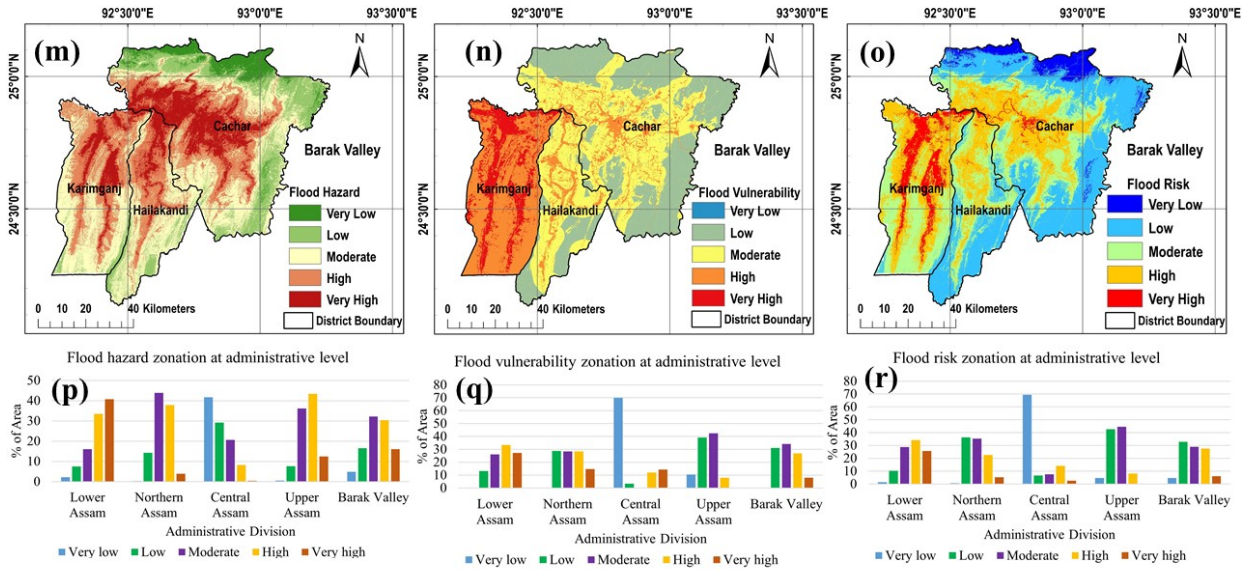 92°30'0"E 93°0'0"E 93°30'0"E
(m)
N
25°0'0"N
24°30'0"N
Cachar
Barak Valley
Karimganj
Hailakandi
Flood Hazard
Very Low
Low
Moderate
High
Very High
District Boundary
0 10 20 40 Kilometers
92°30'0"E 93°0'0"E 93°30'0"E
(n)
N
25°0'0"N
24°30'0"N
Cachar
Barak Valley
Karimganj
Hailakandi
Flood Vulnerability
Very Low
Low
Moderate
High
Very High
District Boundary
0 10 20 40 Kilometers
92°30'0"E 93°0'0"E 93°30'0"E
(o)
N
25°0'0"N
24°30'0"N
Cachar
Barak Valley
Karimganj
Hailakandi
Flood Risk
Very Low
Low
Moderate
High
Very High
District Boundary
0 10 20 40 Kilometers
Flood hazard zonation at administrative level
(p)
% of Area
50
40
30
20
10
0
Lower Northern Central Upper Barak Valley
Assam Assam Assam Assam
Administrative Division
Very low Low Moderate High Very high
Flood vulnerability zonation at administrative level
(q)
% of Area
80
70
60
50
40
30
20
10
0
Lower Northern Central Upper Barak Valley
Assam Assam Assam Assam
Administrative Division
Very low Low Moderate High Very high
Flood risk zonation at administrative level
(r)
% of Area
80
70
60
50
40
30
20
10
0
Lower Northern Central Upper Barak Valley
Assam Assam Assam Assam
Administrative Division
Very low Low Moderate High Very high